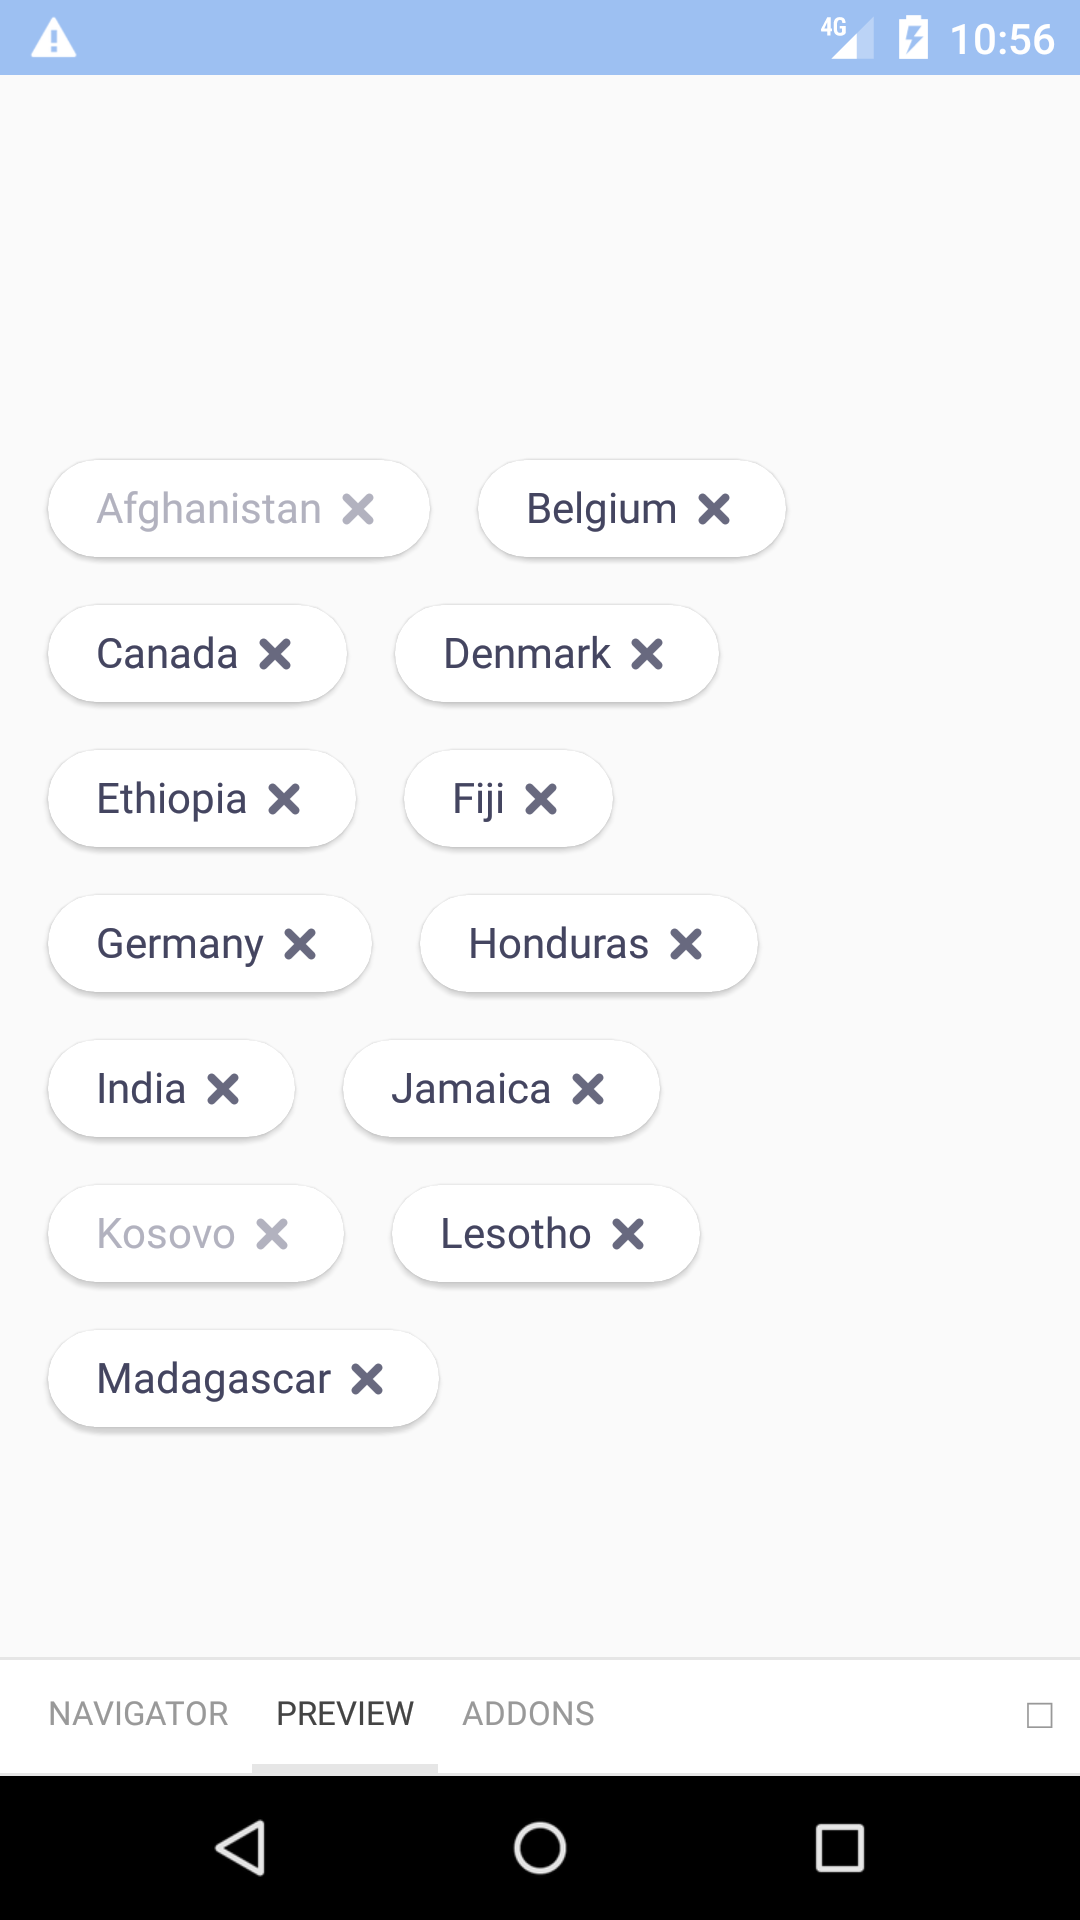 4G 10:56
Afghanistan Belgium
Canada Denmark
Ethiopia Fiji
Germany Honduras
India Jamaica
Kosovo Lesotho
Madagascar
NAVIGATOR PREVIEW ADDONS